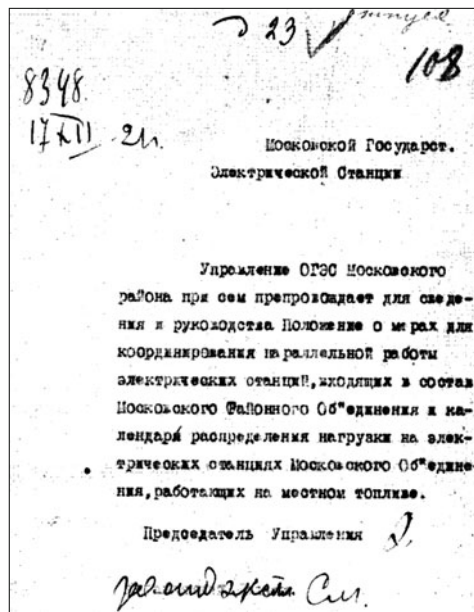 23
108
8348.
17 XII 21г.
Московской Государст.
Электрической Станции
Управление ОГЭС Московского
района при сем препровождает для сведе-
ния и руководства Положение о мерах для
координирования параллельной работы
электрических станций,входящих в состав
Московского Районного Об"единения и ка-
лендаря распределения нагрузки на элек-
трических станциях Московского Об"едине-
ния,работающих на местном топливе.
Председатель Управления